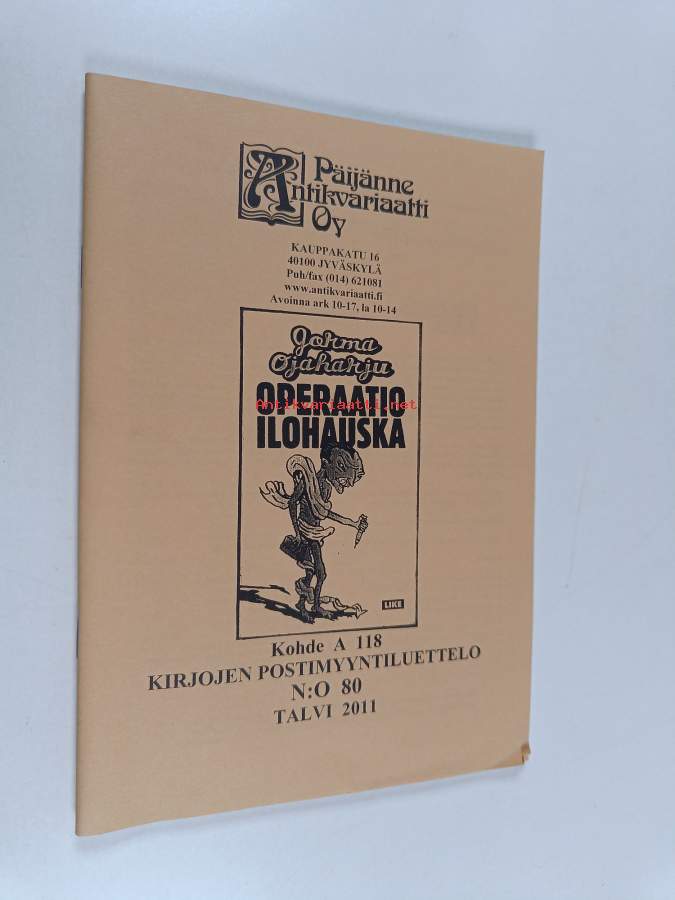 Päijänne
Antikvariaatti
Oy
KAUPPAKATU 16
40100 JYVÄSKYLÄ
Puh/fax (014) 621081
www.antikvariaatti.fi
Avoinna ark 10-17, la 10-14
Jorma
Ojaharju
OPERAATIO
Antikvariaatti.net
ILOHAUSKA
LIKE
Kohde A 118
KIRJOJEN POSTIMYYNTILUETTELO
N:O 80
TALVI 2011